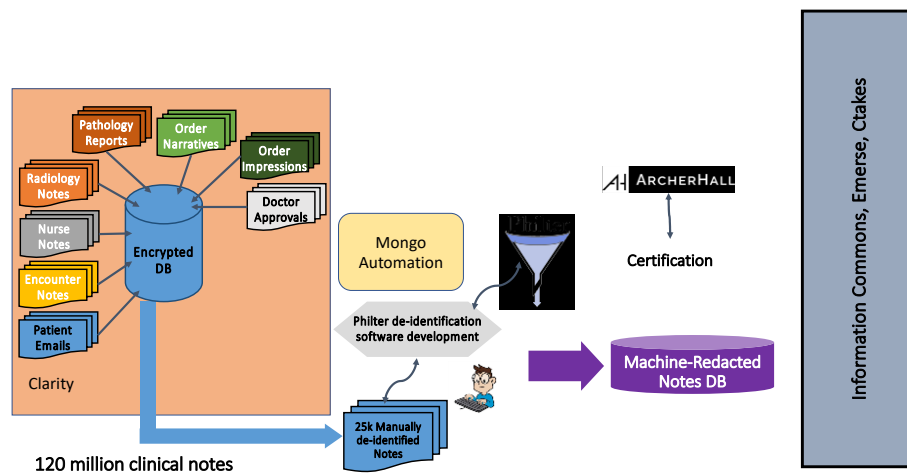 Pathology
Reports
Order
Narratives
Order
Impressions
Radiology
Notes
Doctor
Approvals
Nurse
Notes
Encrypted
DB
Encounter
Notes
Patient
Emails
Clarity
120 million clinical notes
Mongo
Automation
Philter
Philter de-identification
software development
25k Manually
de-identified
Notes
AH ARCHERHALL
Certification
Machine-Redacted
Notes DB
Information Commons, Emerse, Ctakes